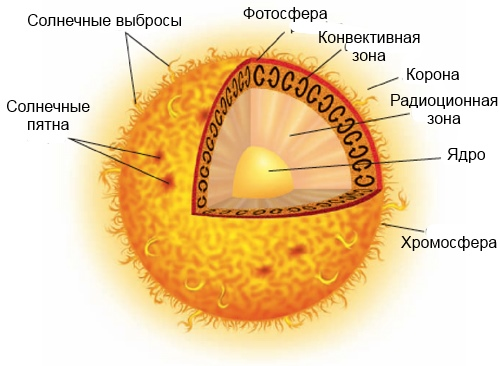 Солнечные выбросы
Фотосфера
Конвективная
зона
Корона
Радиоционная
зона
Солнечные
пятна
Ядро
Хромосфера